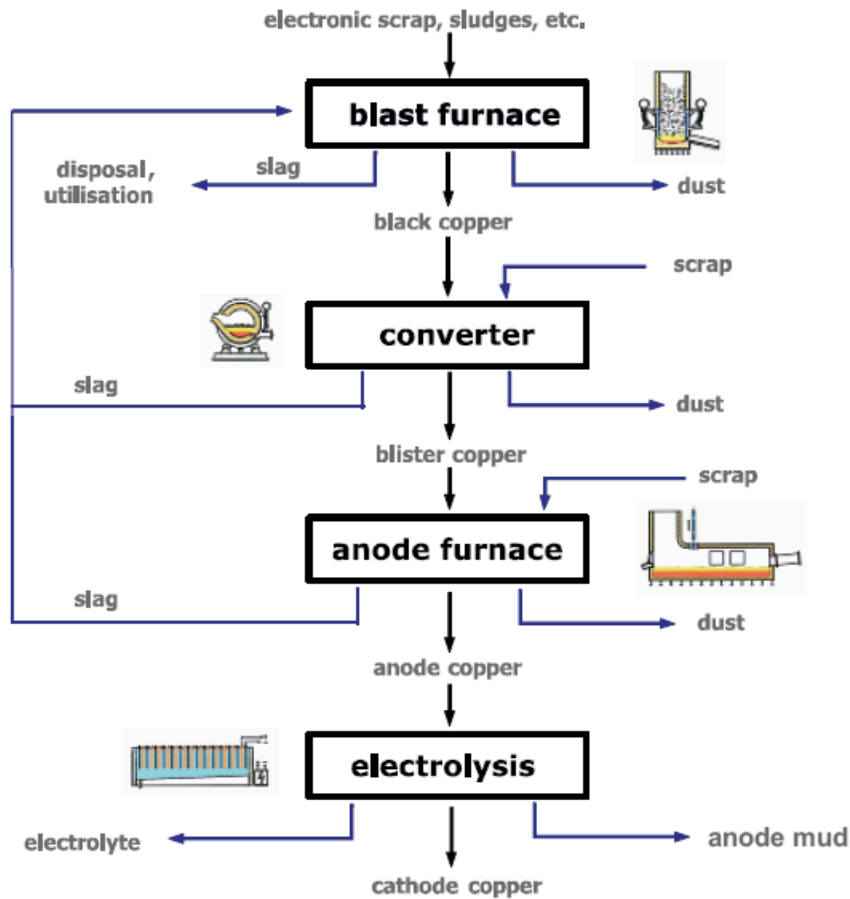 electronic scrap, sludges, etc.
blast furnace
disposal,
utilisation
slag
dust
black copper
scrap
converter
slag
dust
blister copper
scrap
anode furnace
slag
dust
anode copper
electrolysis
electrolyte
anode mud
cathode copper